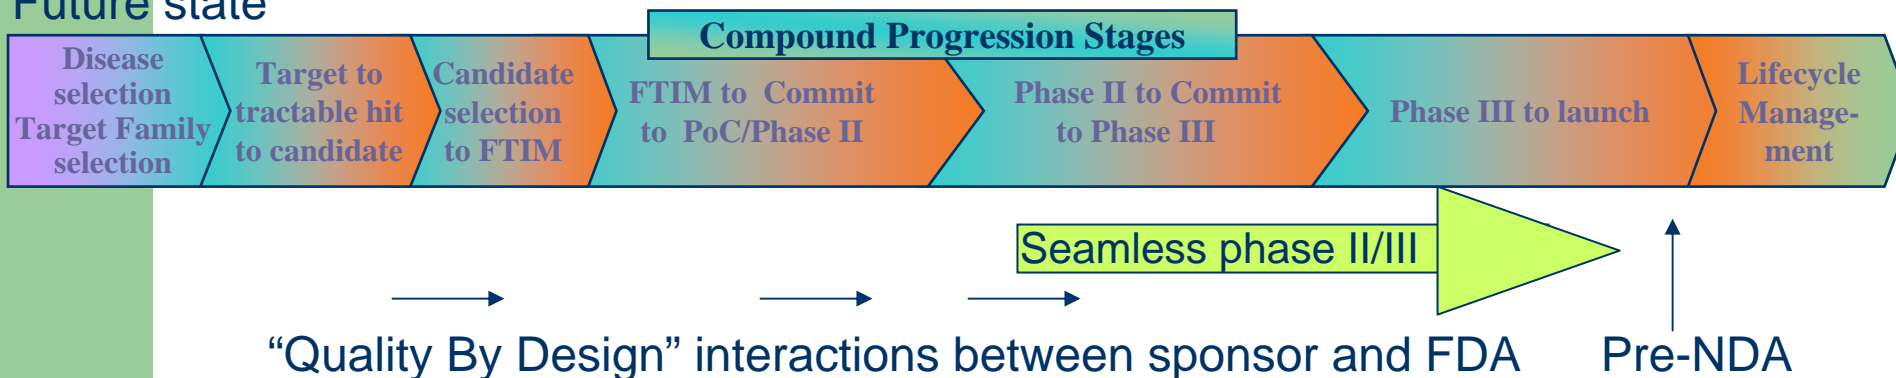 Future state
Compound Progression Stages
Disease
selection
Target Family
selection
Target to
tractable hit
to candidate
Candidate
selection
to FTIM
FTIM to Commit
to PoC/Phase II
Phase II to Commit
to Phase III
Phase III to launch
Lifecycle
Manage-
ment
Seamless phase II/III
“Quality By Design” interactions between sponsor and FDA
Pre-NDA